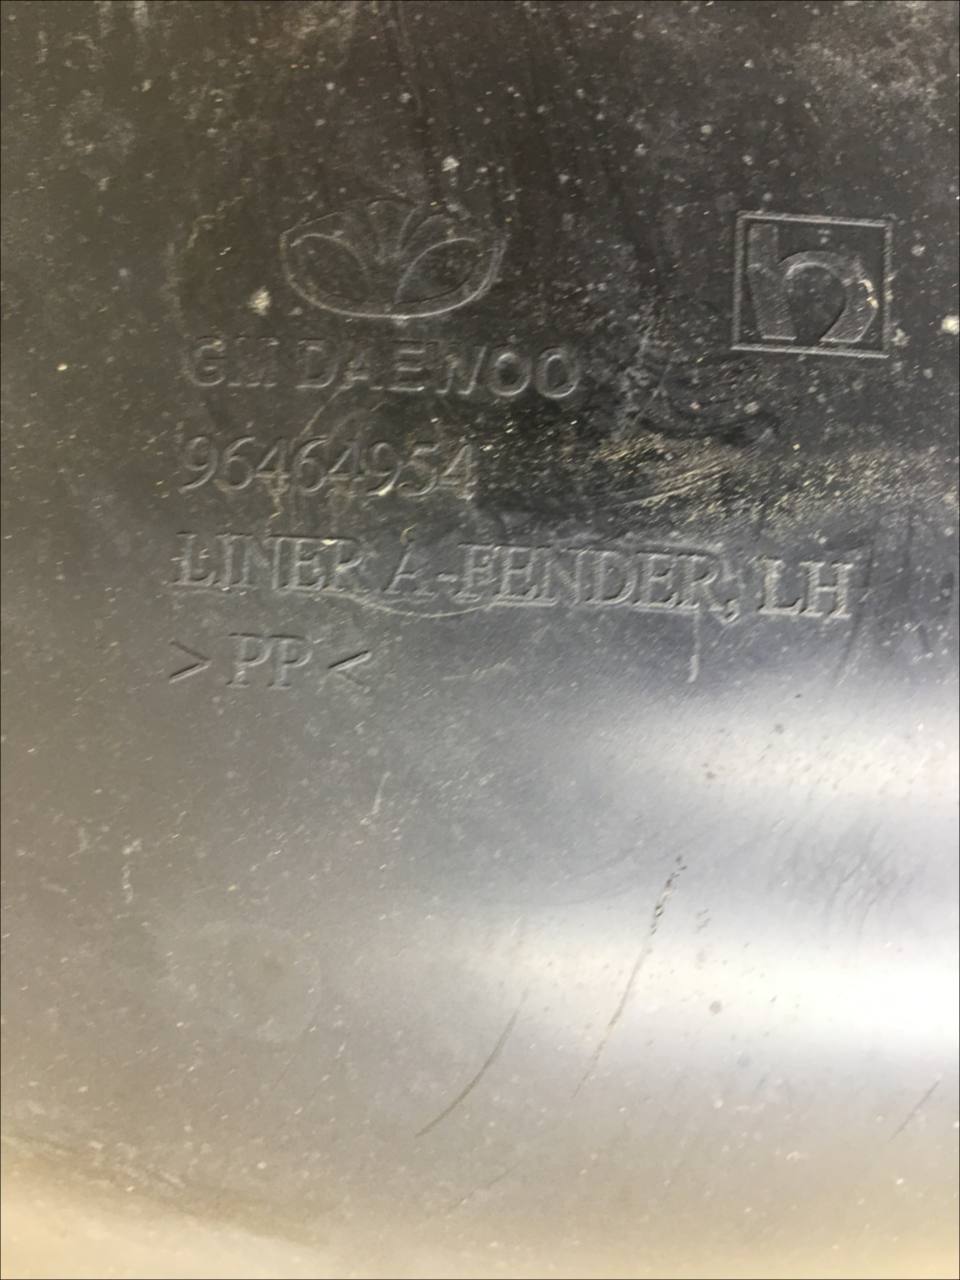 GM DAEWOO
96464954
LINER A-FENDER, LH
> PP <